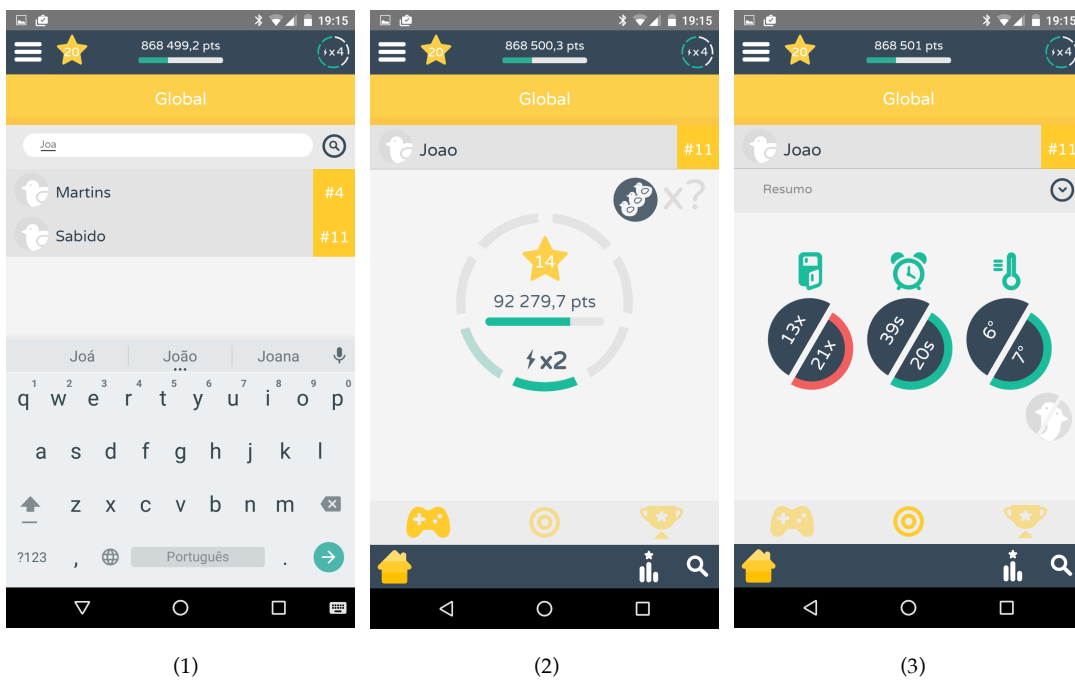 19:15
20
868 499,2 pts
x4
Global
Joa
Martins
#4
Sabido
#11
Joá
João
Joana
1 2 3 4 5 6 7 8 9 0
q w e r t y u i o p
a s d f g h j k l
z x c v b n m
?123
,
Português
.
(1)
19:15
20
868 500,3 pts
x4
Global
Joao
#11
x?
14
92 279,7 pts
x2
(2)
19:15
20
868 501 pts
x4
Global
Joao
#11
Resumo
13x
21x
39s
20s
6°
7°
(3)